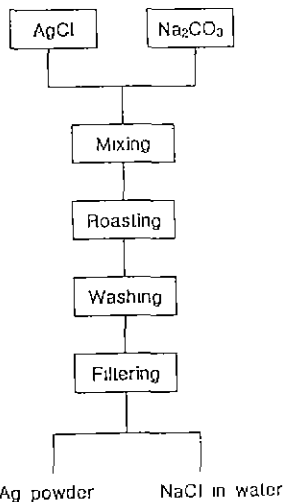 AgCl Na₂CO₃
Mixing
Roasting
Washing
Filtering
Ag powder NaCl in water